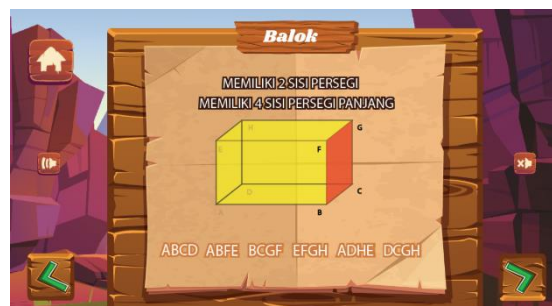 Balok
MEMILIKI 2 SISI PERSEGI
MEMILIKI 4 SISI PERSEGI PANJANG
H G
E F
D C
A B
ABCD ABFE BCGF EFGH ADHE DCGH